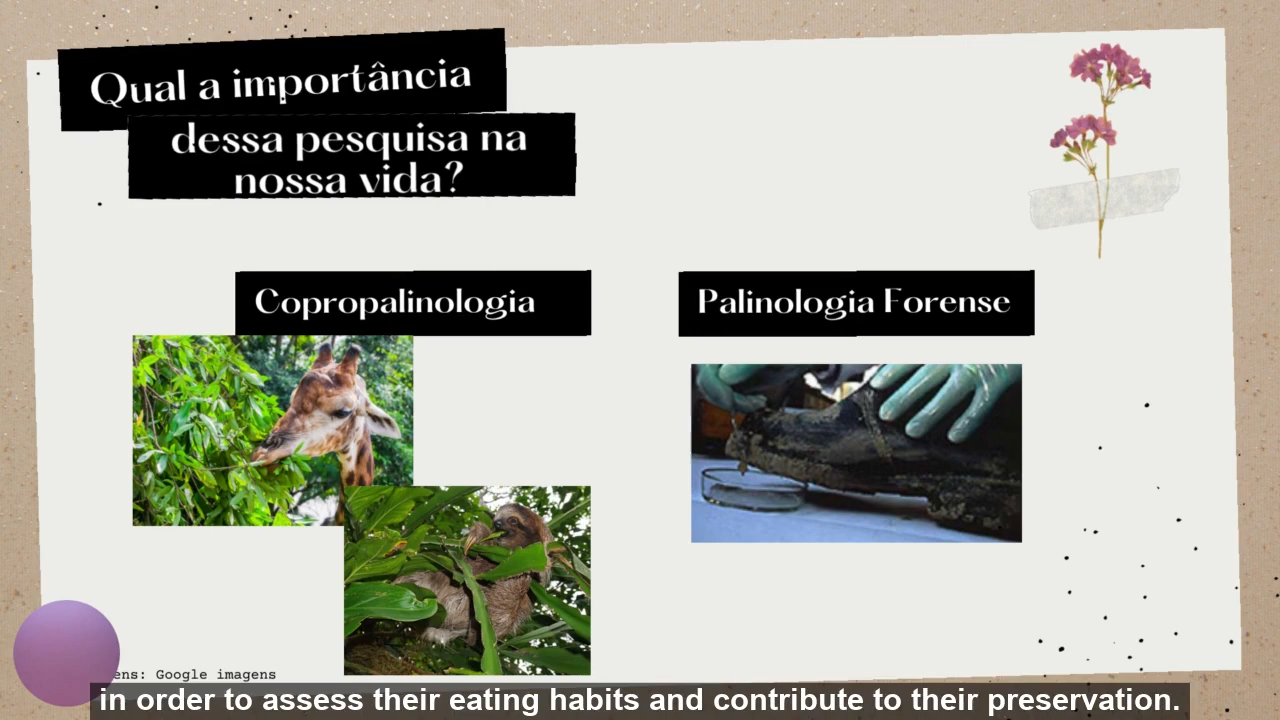 Qual a importância
dessa pesquisa na
nossa vida?
Copropalinologia
Palinologia Forense
ens: Google imagens
in order to assess their eating habits and contribute to their preservation.